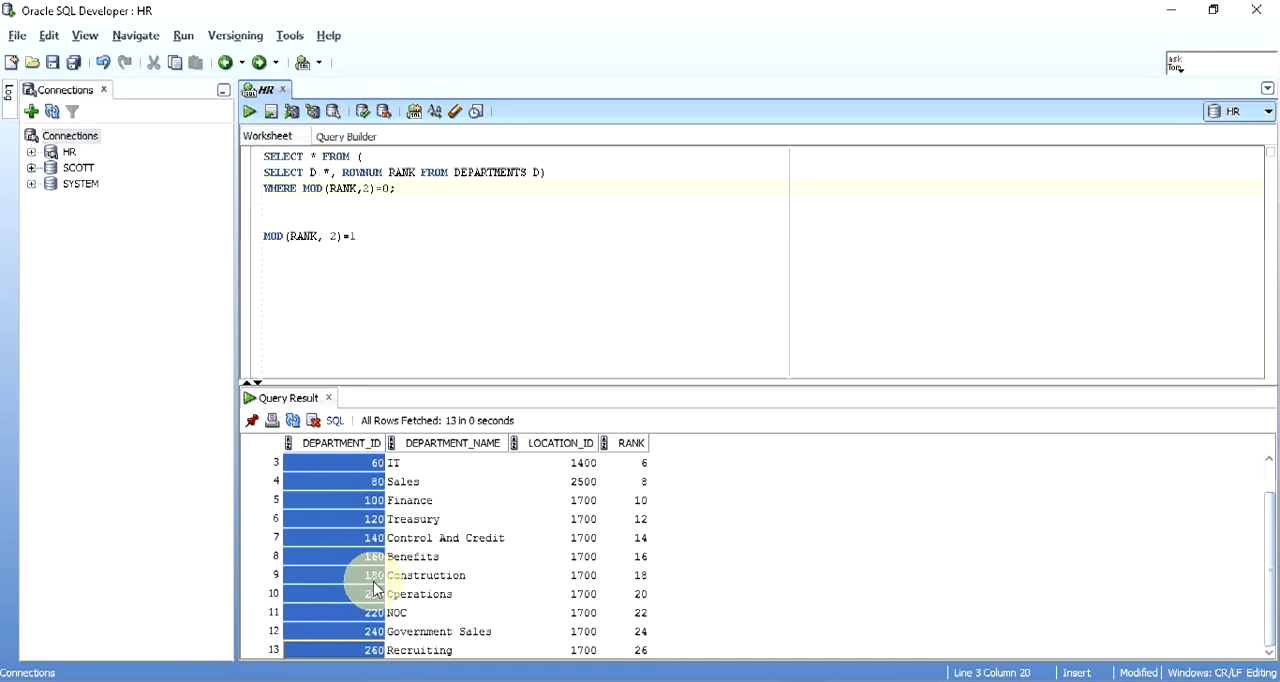 Oracle SQL Developer : HR
File Edit View Navigate Run Versioning Tools Help
ask
Tom
Log
Connections
HR
HR
Connections
HR
SCOTT
SYSTEM
Worksheet Query Builder
SELECT * FROM (
SELECT D.*, ROWNUM RANK FROM DEPARTMENTS D)
WHERE MOD(RANK,2)=0;
MOD(RANK, 2)=1
Query Result
SQL All Rows Fetched: 13 in 0 seconds
DEPARTMENT_ID DEPARTMENT_NAME LOCATION_ID RANK
3 60 IT 1400 6
4 80 Sales 2500 8
5 100 Finance 1700 10
6 120 Treasury 1700 12
7 140 Control And Credit 1700 14
8 160 Benefits 1700 16
9 180 Construction 1700 18
10 Operations 1700 20
11 220 NOC 1700 22
12 240 Government Sales 1700 24
13 260 Recruiting 1700 26
Connections Line 3 Column 20 Insert Modified Windows: CR/LF Editing